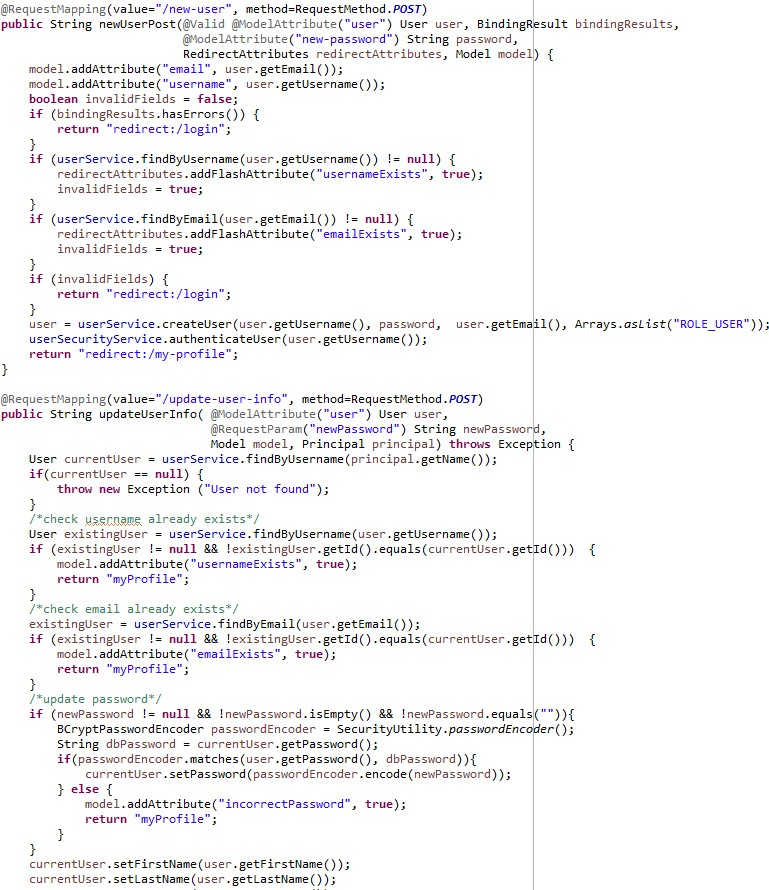 @RequestMapping(value="/new-user", method=RequestMethod.POST)
public String newUserPost(@Valid @ModelAttribute("user") User user, BindingResult bindingResults,
@ModelAttribute("new-password") String password,
RedirectAttributes redirectAttributes, Model model) {
model.addAttribute("email", user.getEmail());
model.addAttribute("username", user.getUsername());
boolean invalidFields = false;
if (bindingResults.hasErrors()) {
return "redirect:/login";
}
if (userService.findByUsername(user.getUsername()) != null) {
redirectAttributes.addFlashAttribute("usernameExists", true);
invalidFields = true;
}
if (userService.findByEmail(user.getEmail()) != null) {
redirectAttributes.addFlashAttribute("emailExists", true);
invalidFields = true;
}
if (invalidFields) {
return "redirect:/login";
}
user = userService.createUser(user.getUsername(), password,  user.getEmail(), Arrays.asList("ROLE_USER"));
userSecurityService.authenticateUser(user.getUsername());
return "redirect:/my-profile";
}
@RequestMapping(value="/update-user-info", method=RequestMethod.POST)
public String updateUserInfo( @ModelAttribute("user") User user,
@RequestParam("newPassword") String newPassword,
Model model, Principal principal) throws Exception {
User currentUser = userService.findByUsername(principal.getName());
if(currentUser == null) {
throw new Exception ("User not found");
}
/*check username already exists*/
User existingUser = userService.findByUsername(user.getUsername());
if (existingUser != null && !existingUser.getId().equals(currentUser.getId()))  {
model.addAttribute("usernameExists", true);
return "myProfile";
}
/*check email already exists*/
existingUser = userService.findByEmail(user.getEmail());
if (existingUser != null && !existingUser.getId().equals(currentUser.getId()))  {
model.addAttribute("emailExists", true);
return "myProfile";
}
/*update password*/
if (newPassword != null && !newPassword.isEmpty() && !newPassword.equals("")){
BCryptPasswordEncoder passwordEncoder = SecurityUtility.passwordEncoder();
String dbPassword = currentUser.getPassword();
if(passwordEncoder.matches(user.getPassword(), dbPassword)){
currentUser.setPassword(passwordEncoder.encode(newPassword));
} else {
model.addAttribute("incorrectPassword", true);
return "myProfile";
}
}
currentUser.setFirstName(user.getFirstName());
currentUser.setLastName(user.getLastName());